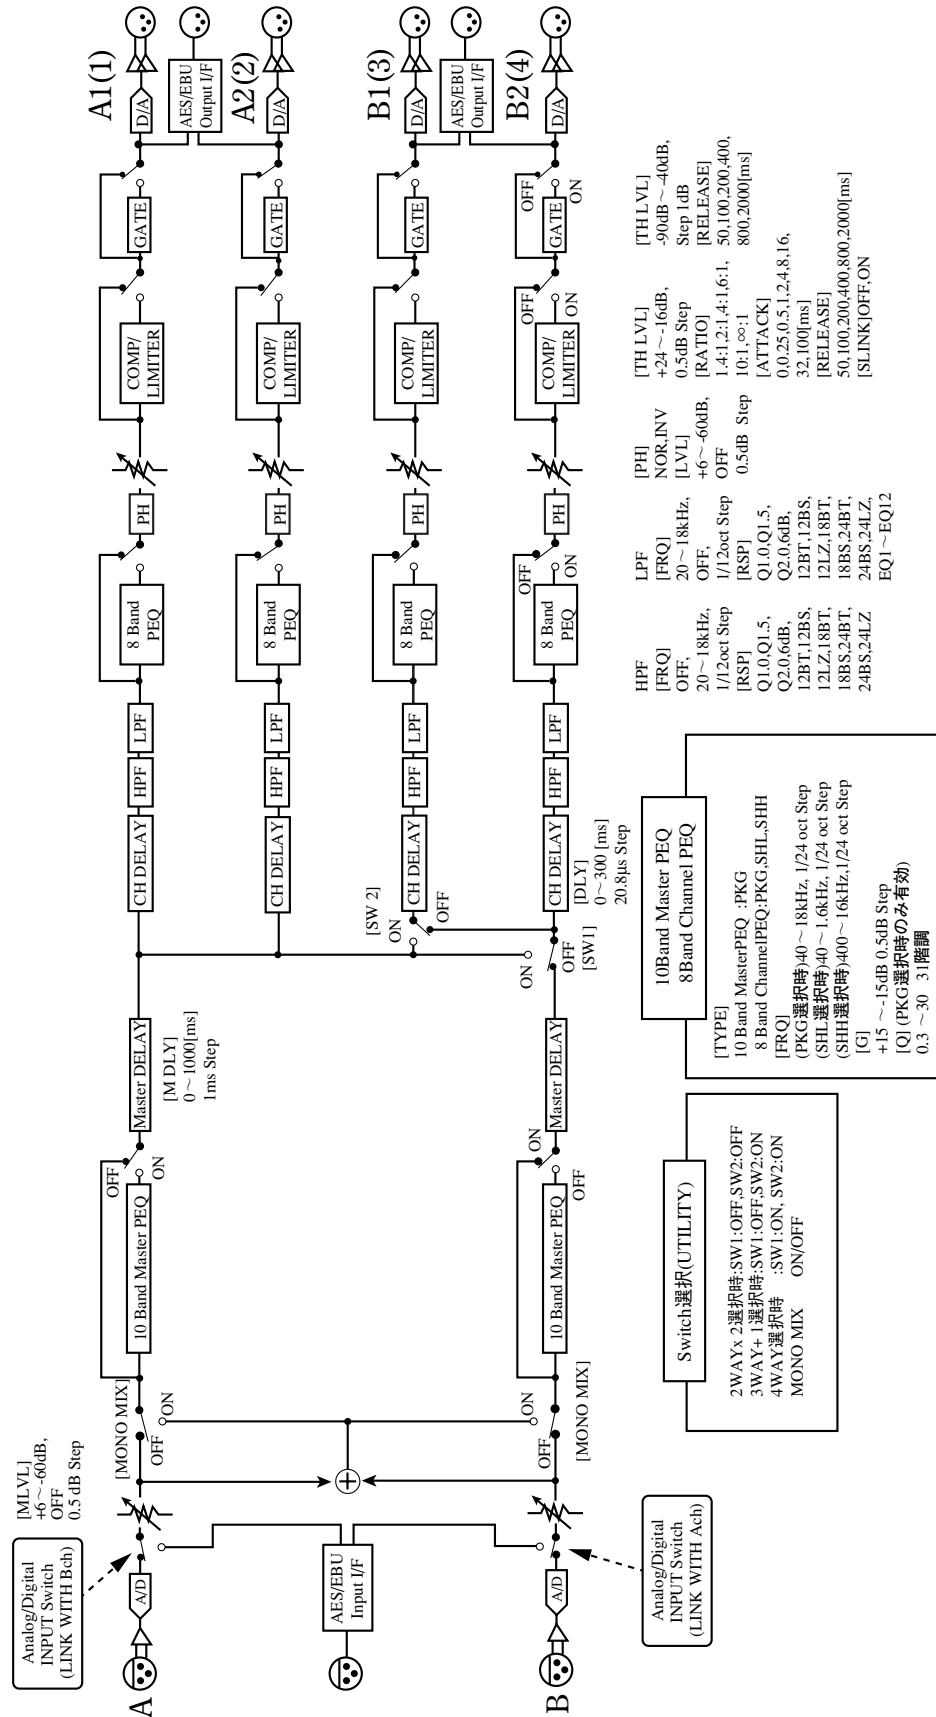 A
B
Analog/Digital
INPUT Switch
(LINK WITH Bch)
[MLVL]
+6～-60dB,
OFF
0.5 dB Step
A/D
AES/EBU
Input I/F
A/D
Analog/Digital
INPUT Switch
(LINK WITH Ach)
[MONO MIX]
OFF
ON
OFF
ON
[MONO MIX]
10 Band Master PEQ
OFF
ON
Master DELAY
[M DLY]
0～1000[ms]
1ms Step
10 Band Master PEQ
ON
OFF
Master DELAY
ON
OFF
[SW1]
[SW 2]
ON
OFF
CH DELAY
HPF
LPF
8 Band
PEQ
PH
COMP/
LIMITER
GATE
D/A
A1(1)
AES/EBU
Output I/F
CH DELAY
HPF
LPF
8 Band
PEQ
PH
COMP/
LIMITER
GATE
D/A
A2(2)
CH DELAY
HPF
LPF
8 Band
PEQ
PH
COMP/
LIMITER
GATE
D/A
B1(3)
AES/EBU
Output I/F
CH DELAY
HPF
LPF
8 Band
PEQ
OFF
ON
PH
COMP/
LIMITER
OFF
ON
GATE
OFF
ON
D/A
B2(4)
[DLY]
0～300 [ms]
20.8μs Step
Switch選択(UTILITY)
2WAYx 2選択時:SW1:OFF,SW2:OFF
3WAY+ 1選択時:SW1:OFF,SW2:ON
4WAY選択時 :SW1:ON, SW2:ON
MONO MIX ON/OFF
10Band Master PEQ
8Band Channel PEQ
[TYPE]
10 Band MasterPEQ :PKG
8 Band ChannelPEQ:PKG,SHL,SHH
[FRQ]
(PKG選択時)40～18kHz, 1/24 oct Step
(SHL選択時)40～1.6kHz, 1/24 oct Step
(SHH選択時)400～16kHz,1/24 oct Step
[G]
+15 ～-15dB 0.5dB Step
[Q] (PKG選択時のみ有効)
0.3 ～30 31階調
HPF
[FRQ]
OFF,
20～18kHz,
1/12oct Step
[RSP]
Q1.0,Q1.5,
Q2.0,6dB,
12BT,12BS,
12LZ,18BT,
18BS,24BT,
24BS,24LZ
LPF
[FRQ]
20～18kHz,
OFF,
1/12oct Step
[RSP]
Q1.0,Q1.5,
Q2.0,6dB,
12BT,12BS,
12LZ,18BT,
18BS,24BT,
24BS,24LZ,
EQ1～EQ12
[PH]
NOR,INV
[LVL]
+6～-60dB,
OFF
0.5dB Step
[TH LVL]
+24 ～-16dB,
0.5dB Step
[RATIO]
1.4:1,2:1,4:1,6:1,
10:1,∞:1
[ATTACK]
0,0.25,0.5,1,2,4,8,16,
32,100[ms]
[RELEASE]
50,100,200,400,800,2000[ms]
[SLINK]OFF,ON
[TH LVL]
-90dB～-40dB,
Step 1dB
[RELEASE]
50,100,200,400,
800,2000[ms]